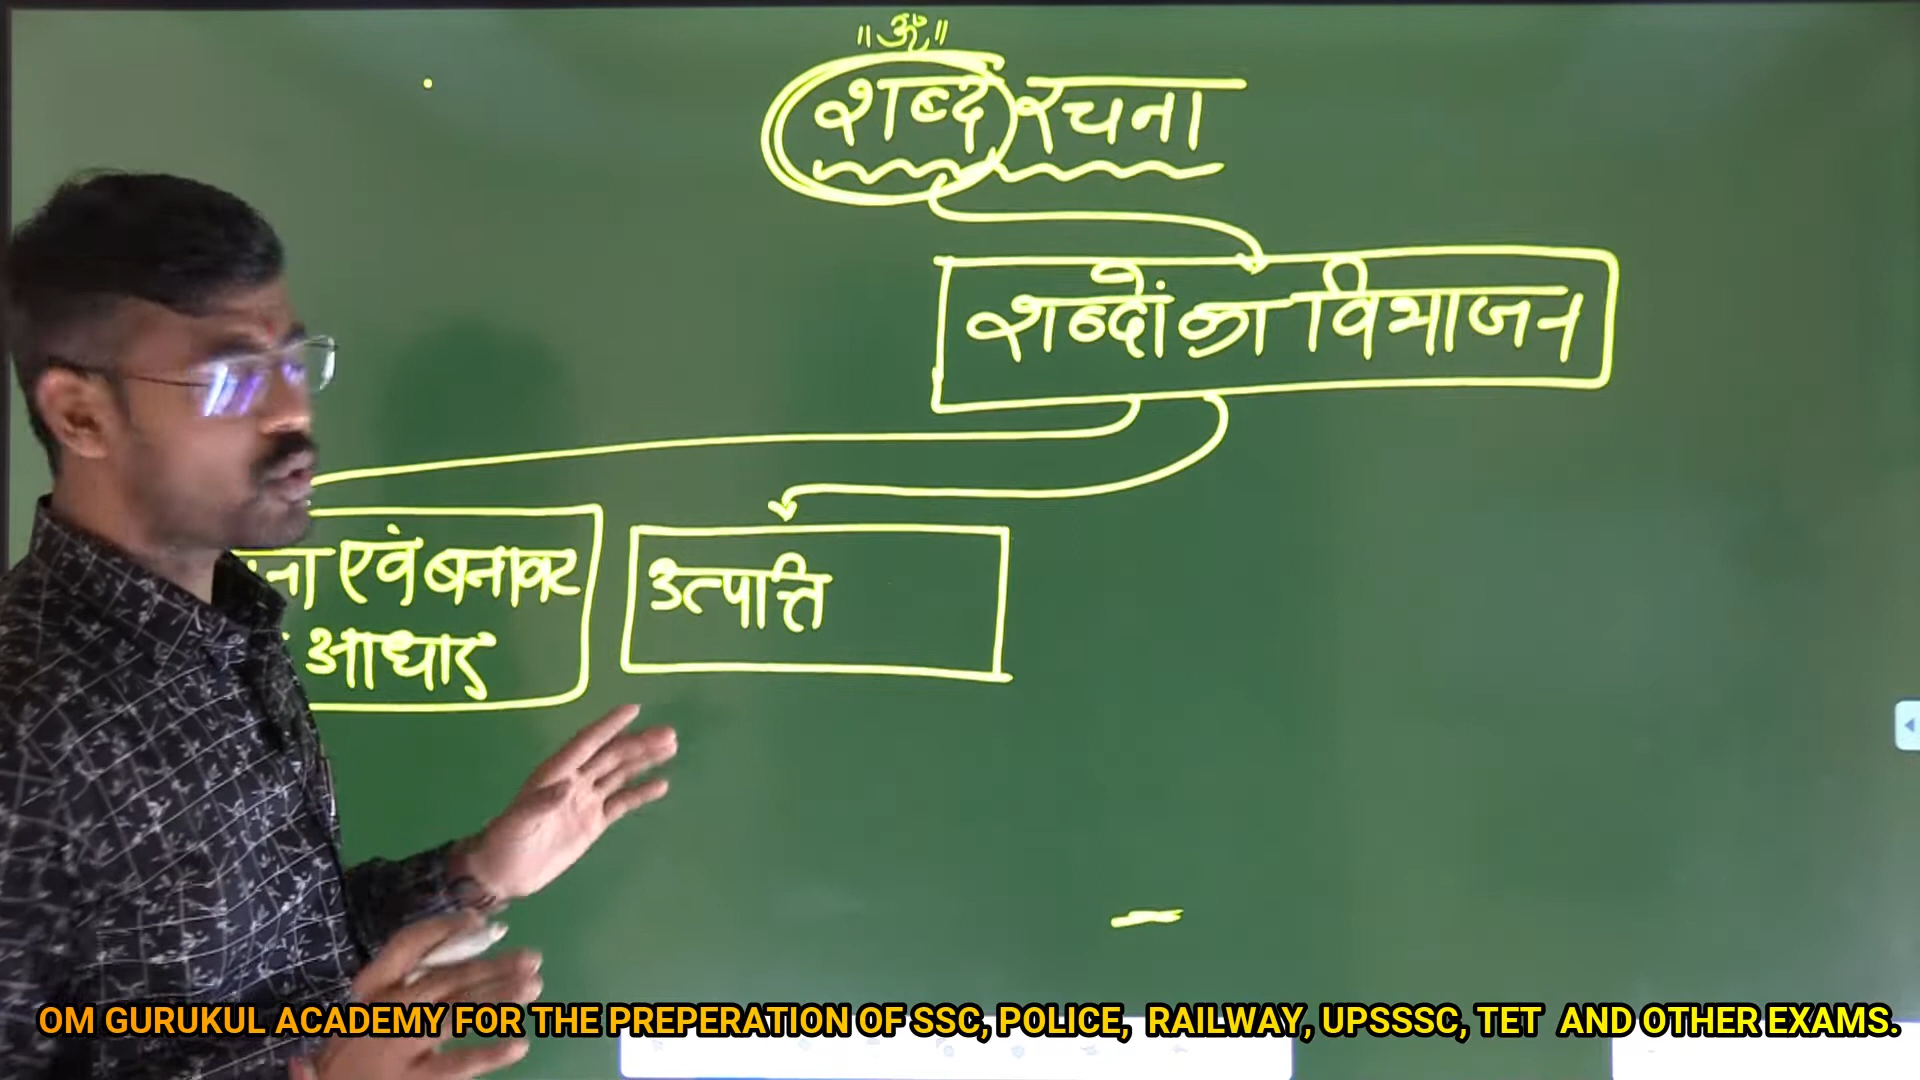 ॥ॐ॥
शब्द रचना
शब्दों का विभाजन
एवं बनावट
आधार
उत्पत्ति
OM GURUKUL ACADEMY FOR THE PREPERATION OF SSC, POLICE, RAILWAY, UPSSSC, TET AND OTHER EXAMS.